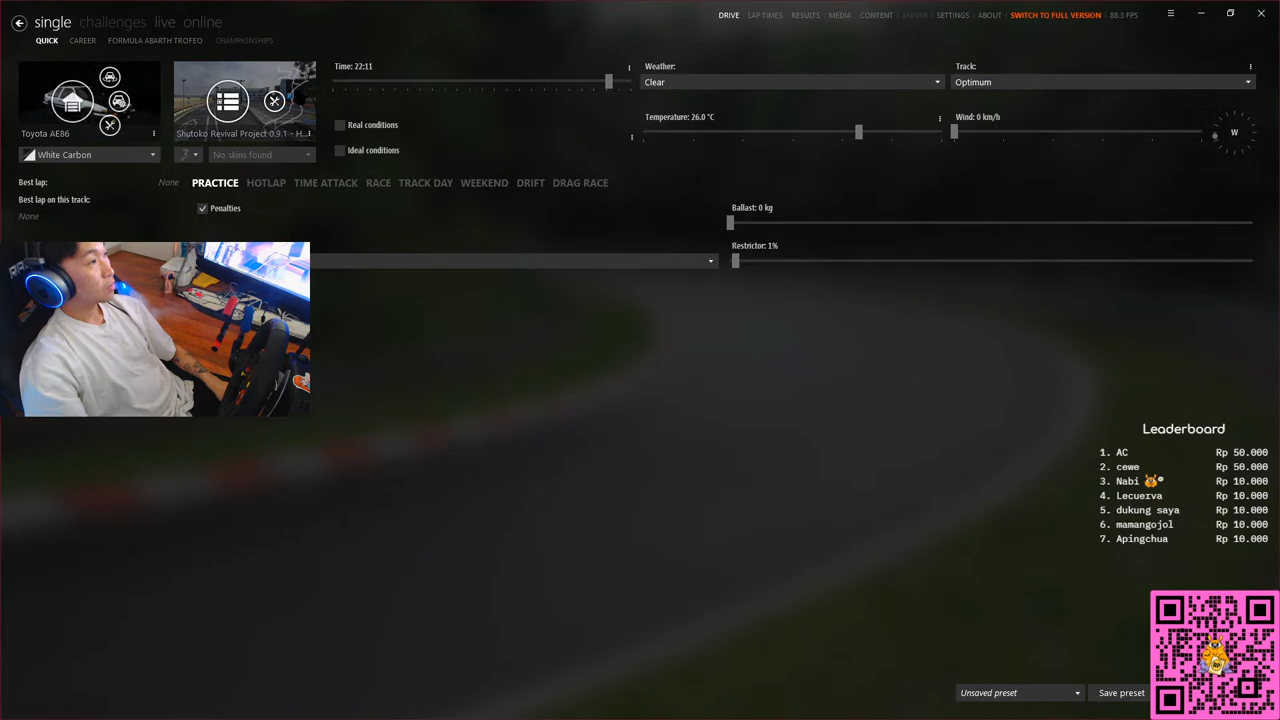 single challenges live online
DRIVE LAP TIMES RESULTS MEDIA CONTENT SERVER SETTINGS ABOUT SWITCH TO FULL VERSION 88.3 FPS
QUICK CAREER FORMULA ABARTH TROFEO CHAMPIONSHIPS
Time: 22:11
Weather:
Track:
Clear
Optimum
Temperature: 26.0 °C
Wind: 0 km/h
Real conditions
W
Toyota AE86
Shutoko Revival Project 0.9.1 - H...
Ideal conditions
White Carbon
No skins found
Best lap: None
PRACTICE HOTLAP TIME ATTACK RACE TRACK DAY WEEKEND DRIFT DRAG RACE
Best lap on this track:
None
Penalties
Ballast: 0 kg
Restrictor: 1%
Leaderboard
1. AC Rp 50.000
2. cewe Rp 50.000
3. Nabi Rp 10.000
4. Lecuerva Rp 10.000
5. dukung saya Rp 10.000
6. mamangojol Rp 10.000
7. Apingchua Rp 10.000
Unsaved preset
Save preset